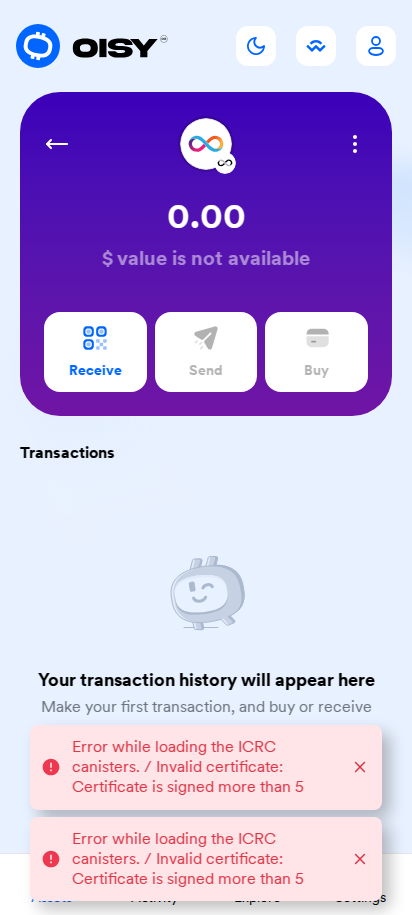 OISY
0.00
$ value is not available
Receive
Send
Buy
Transactions
Your transaction history will appear here
Make your first transaction, and buy or receive
Error while loading the ICRC
canisters. / Invalid certificate:
Certificate is signed more than 5
Error while loading the ICRC
canisters. / Invalid certificate:
Certificate is signed more than 5
Assets Activity Explore Settings